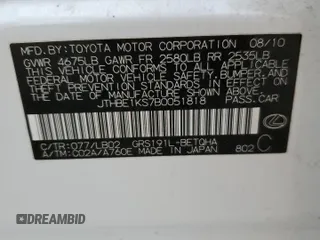 MFD. BY: TOYOTA MOTOR CORPORATION 08/10
GVWR 4675LB GAWR FR 2580LB RR 2535LB
THIS VEHICLE CONFORMS TO ALL APPLICABLE
FEDERAL MOTOR VEHICLE SAFETY, BUMPER, AND
THEFT PREVENTION STANDARDS IN EFFECT ON
THE DATE OF MANUFACTURE SHOWN ABOVE.
JTHBE1KS7B0051818 PASS.CAR
C/TR:077/LB02 GRS191L-BETQHA
A/TM:C02A/A760E MADE IN JAPAN 802 C
DREAMBID